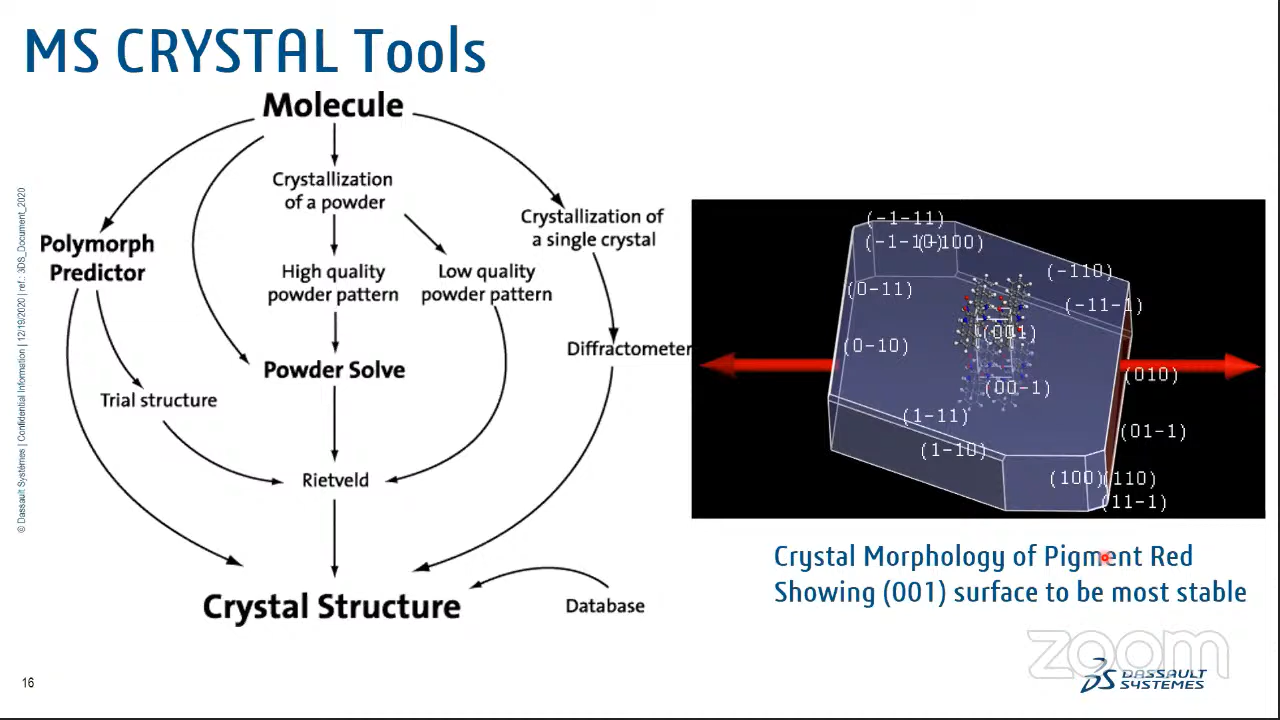 MS CRYSTAL Tools
Molecule
Crystallization
of a powder
Crystallization of
a single crystal
Polymorph
Predictor
High quality
powder pattern
Low quality
powder pattern
Diffractometer
Powder Solve
Trial structure
Rietveld
Crystal Structure
Database
(-1-11)
(-1-10)
(0-11)
(-110)
(-11-1)
(001)
(0-10)
(00-1)
(010)
(1-11)
(01-1)
(1-10)
(100)
(110)
(11-1)
Crystal Morphology of Pigment Red
Showing (001) surface to be most stable
© Dassault Systèmes | Confidential Information | 12/19/2020 | ref.: 3DS_Document_2020
16
zoom
DASSAULT
SYSTEMES